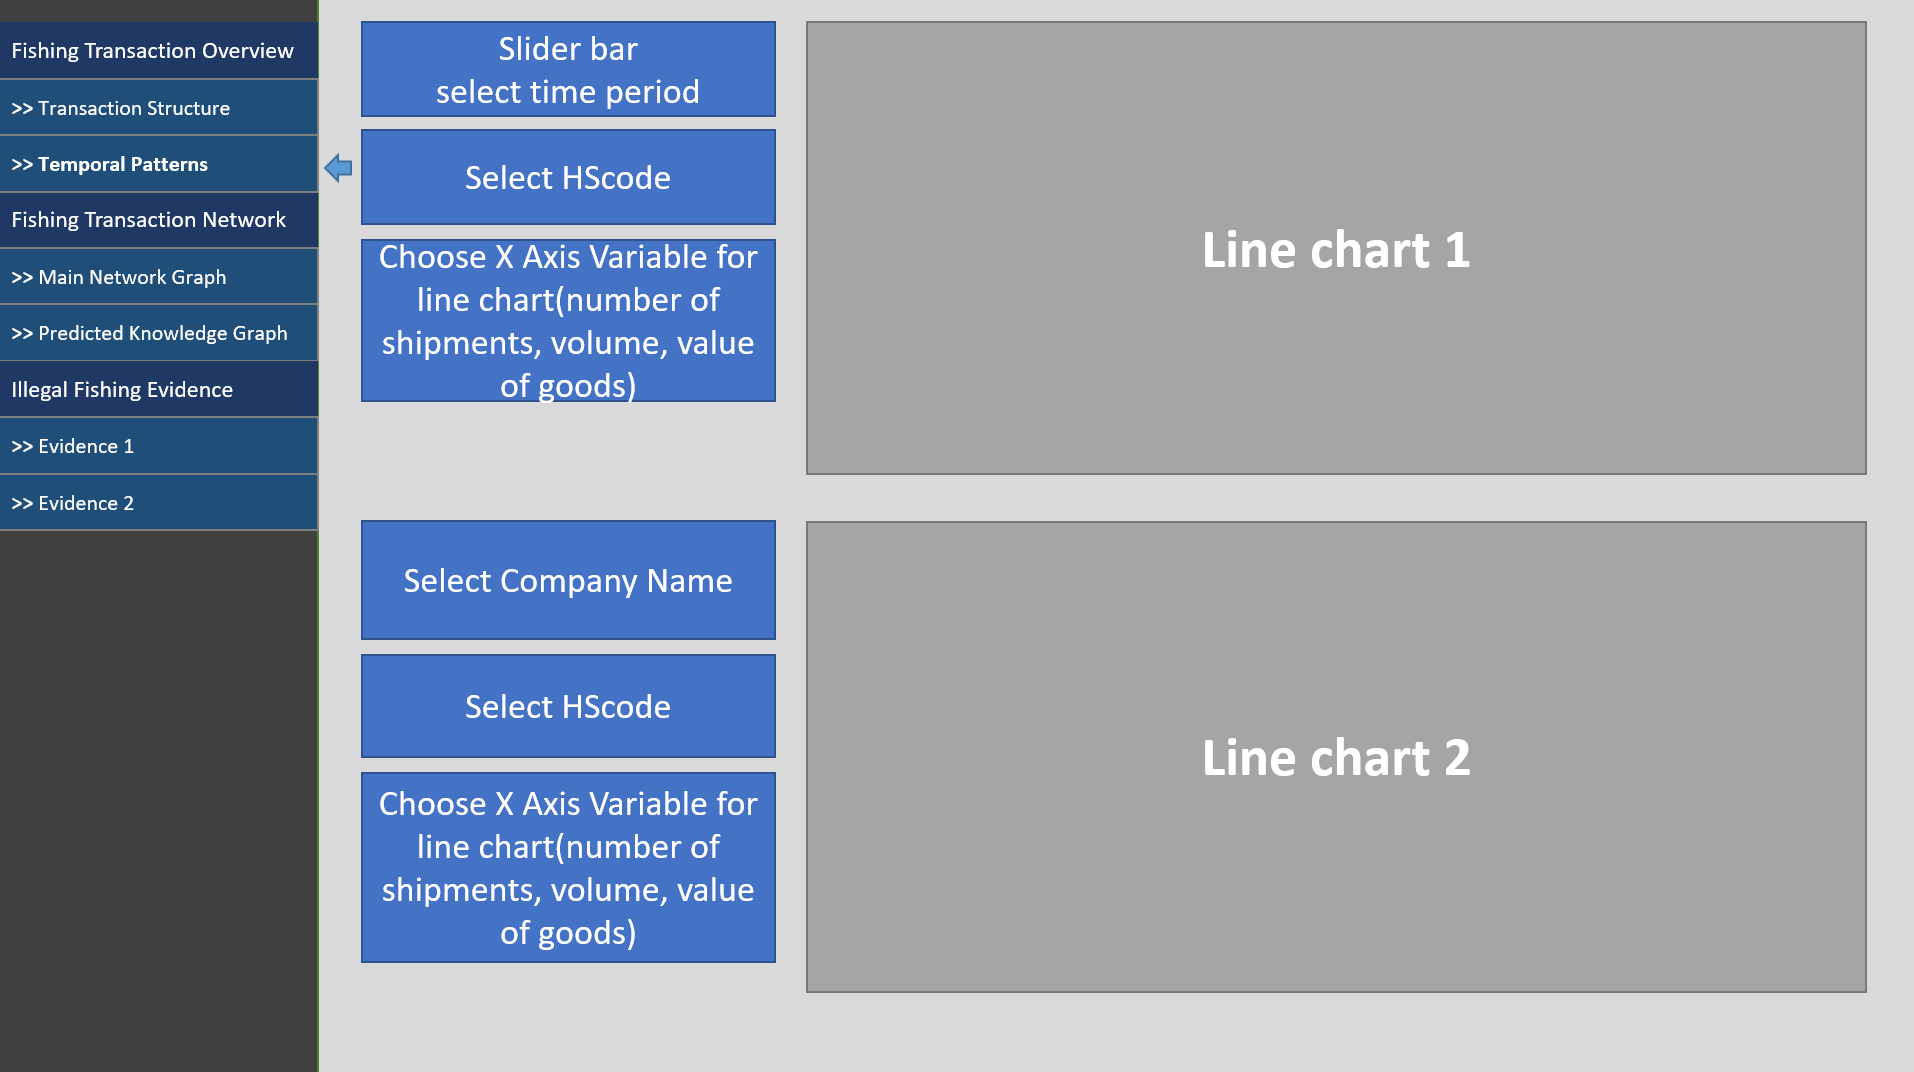 Fishing Transaction Overview
>> Transaction Structure
>> Temporal Patterns
Fishing Transaction Network
>> Main Network Graph
>> Predicted Knowledge Graph
Illegal Fishing Evidence
>> Evidence 1
>> Evidence 2
Slider bar
select time period
Select HScode
Choose X Axis Variable for
line chart(number of
shipments, volume, value
of goods)
Line chart 1
Select Company Name
Select HScode
Choose X Axis Variable for
line chart(number of
shipments, volume, value
of goods)
Line chart 2